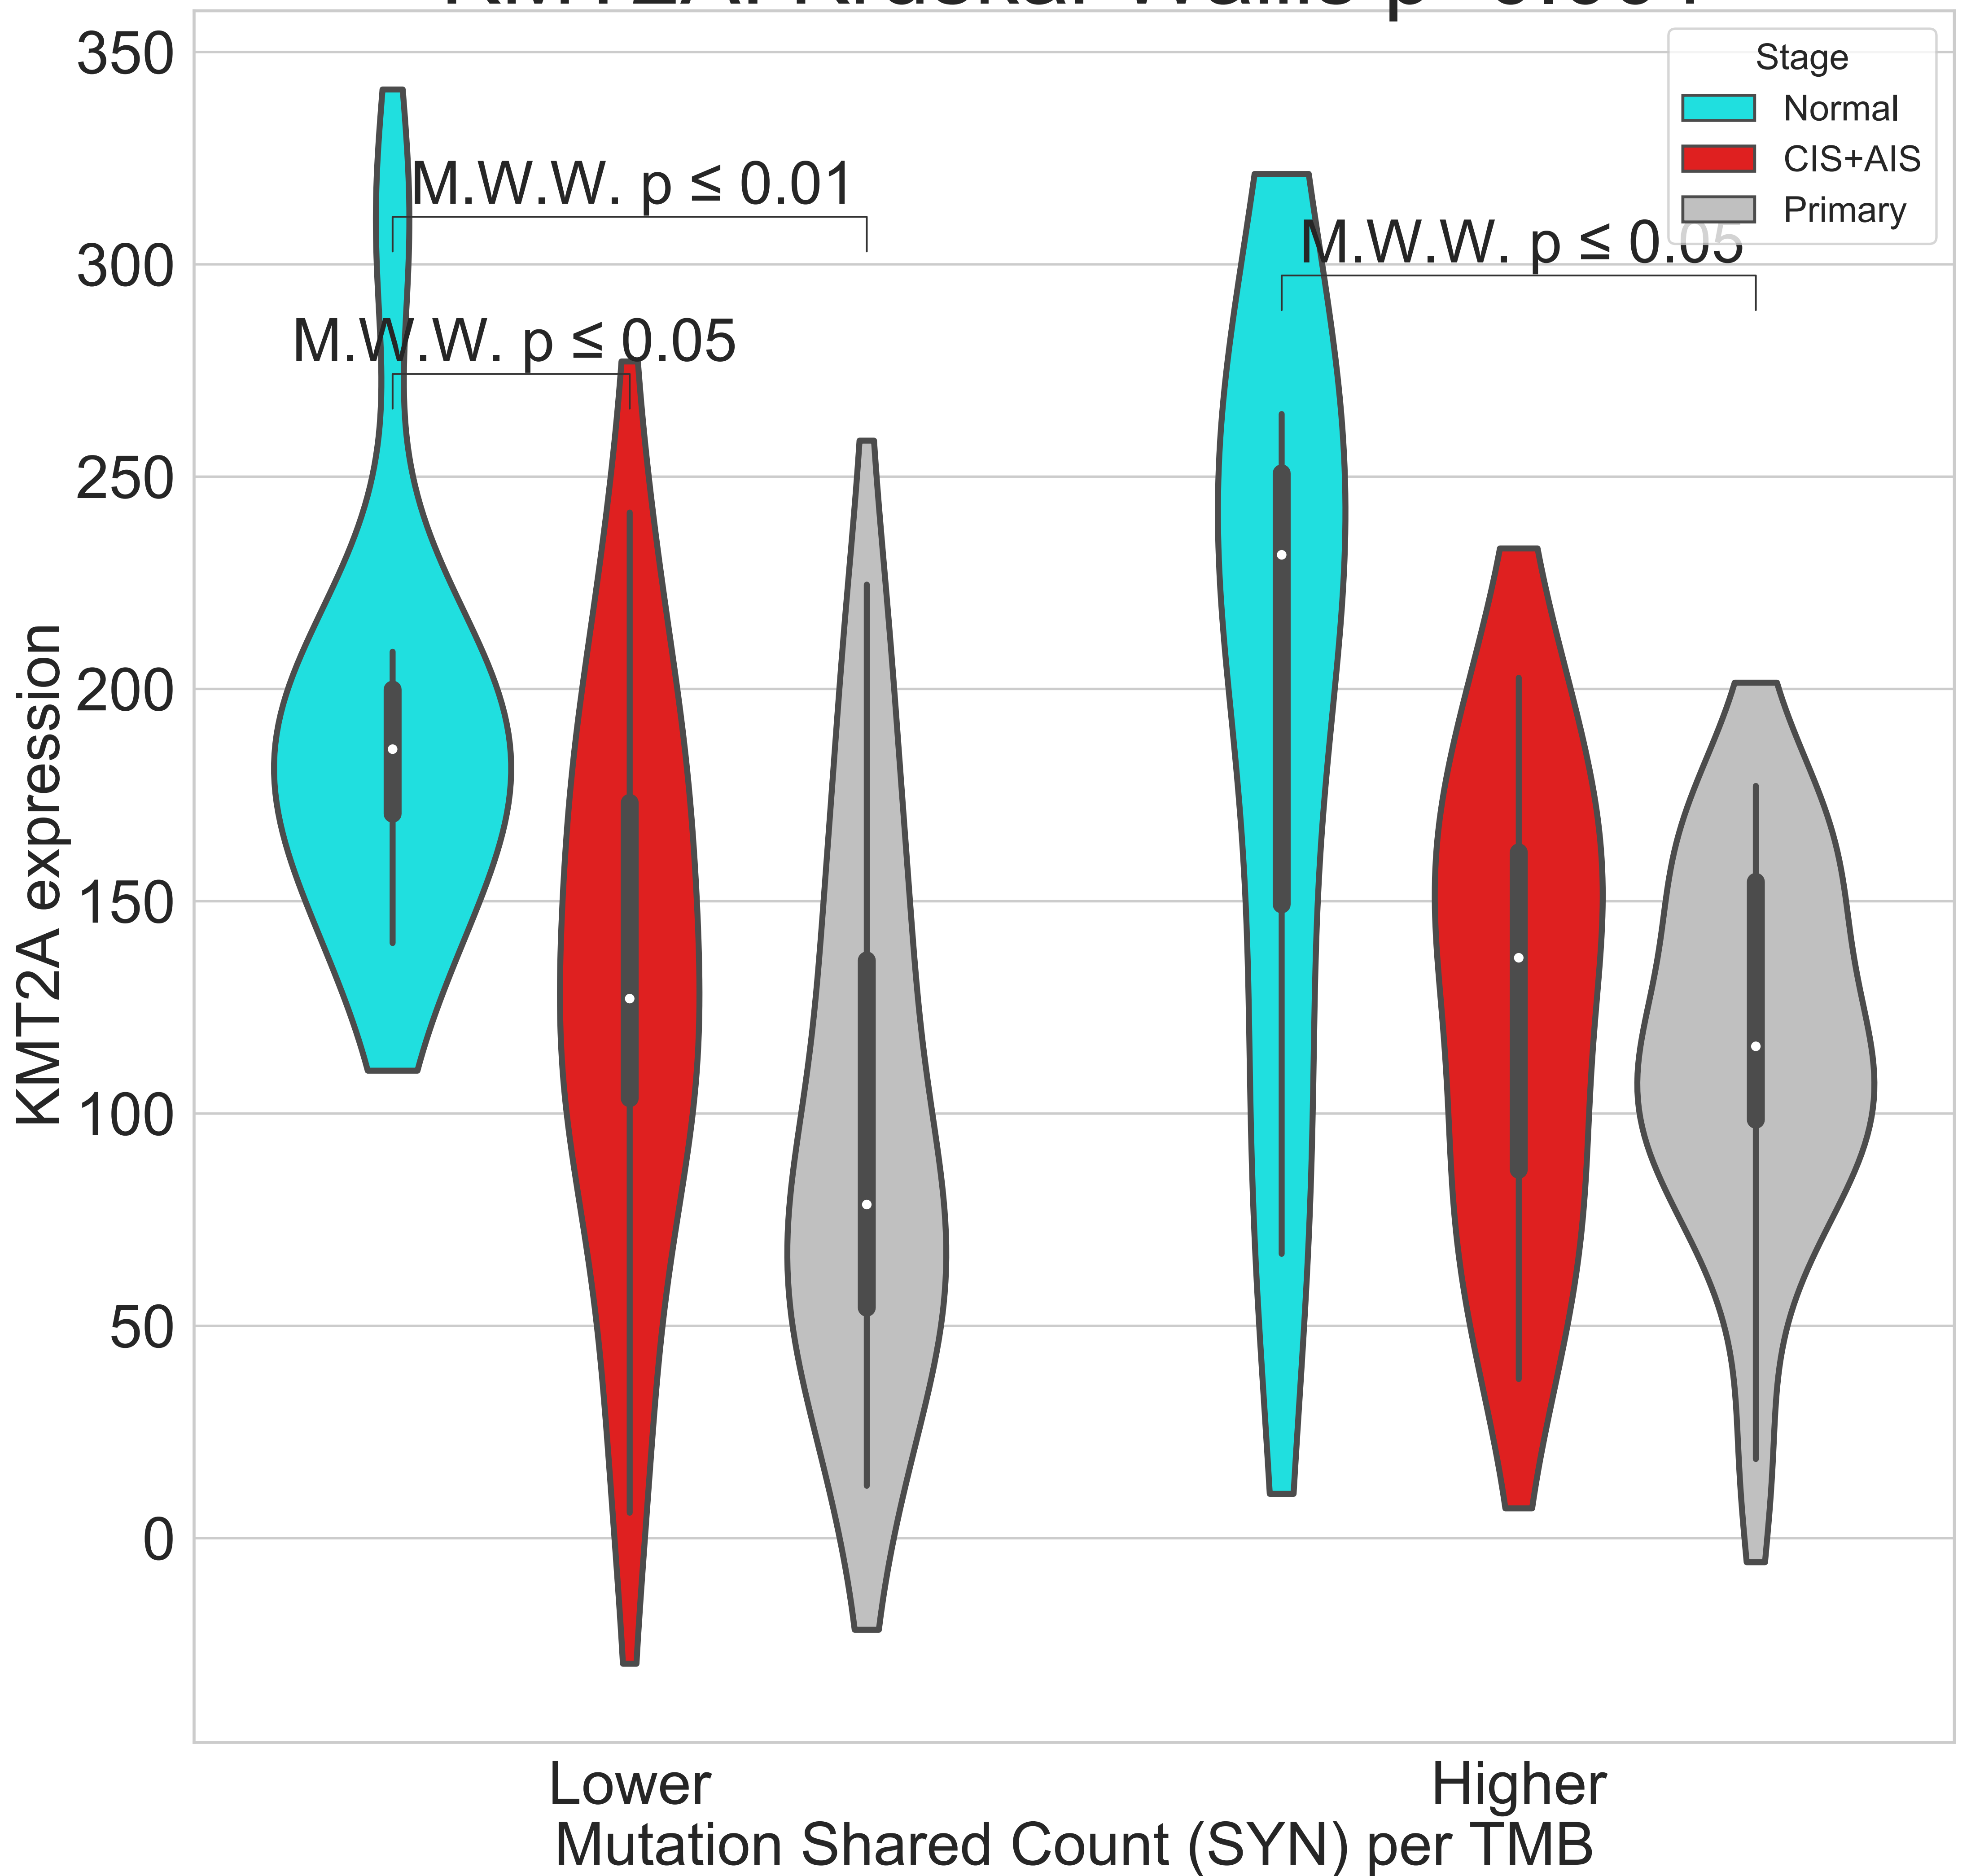 350
300
250
200
150
100
50
0
KMT2A expression
M.W.W. p ≤ 0.01
M.W.W. p ≤ 0.05
M.W.W. p ≤ 0.05
Stage
Normal
CIS+AIS
Primary
Lower
Higher
Mutation Shared Count (SYN) per TMB